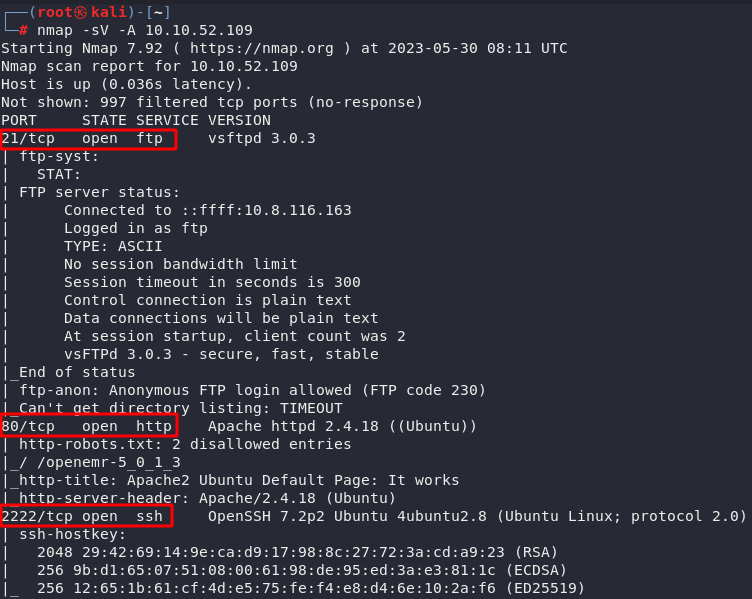 ┌──(root㉿kali)-[~]
└─# nmap -sV -A 10.10.52.109
Starting Nmap 7.92 ( https://nmap.org ) at 2023-05-30 08:11 UTC
Nmap scan report for 10.10.52.109
Host is up (0.036s latency).
Not shown: 997 filtered tcp ports (no-response)
PORT     STATE SERVICE VERSION
21/tcp   open  ftp     vsftpd 3.0.3
| ftp-syst:
|   STAT:
| FTP server status:
|      Connected to ::ffff:10.8.116.163
|      Logged in as ftp
|      TYPE: ASCII
|      No session bandwidth limit
|      Session timeout in seconds is 300
|      Control connection is plain text
|      Data connections will be plain text
|      At session startup, client count was 2
|      vsFTPd 3.0.3 - secure, fast, stable
|_End of status
| ftp-anon: Anonymous FTP login allowed (FTP code 230)
|_Can't get directory listing: TIMEOUT
80/tcp   open  http    Apache httpd 2.4.18 ((Ubuntu))
| http-robots.txt: 2 disallowed entries
|_/ /openemr-5_0_1_3
|_http-title: Apache2 Ubuntu Default Page: It works
|_http-server-header: Apache/2.4.18 (Ubuntu)
2222/tcp open  ssh     OpenSSH 7.2p2 Ubuntu 4ubuntu2.8 (Ubuntu Linux; protocol 2.0)
| ssh-hostkey:
|   2048 29:42:69:14:9e:ca:d9:17:98:8c:27:72:3a:cd:a9:23 (RSA)
|   256 9b:d1:65:07:51:08:00:61:98:de:95:ed:3a:e3:81:1c (ECDSA)
|_  256 12:65:1b:61:cf:4d:e5:75:fe:f4:e8:d4:6e:10:2a:f6 (ED25519)